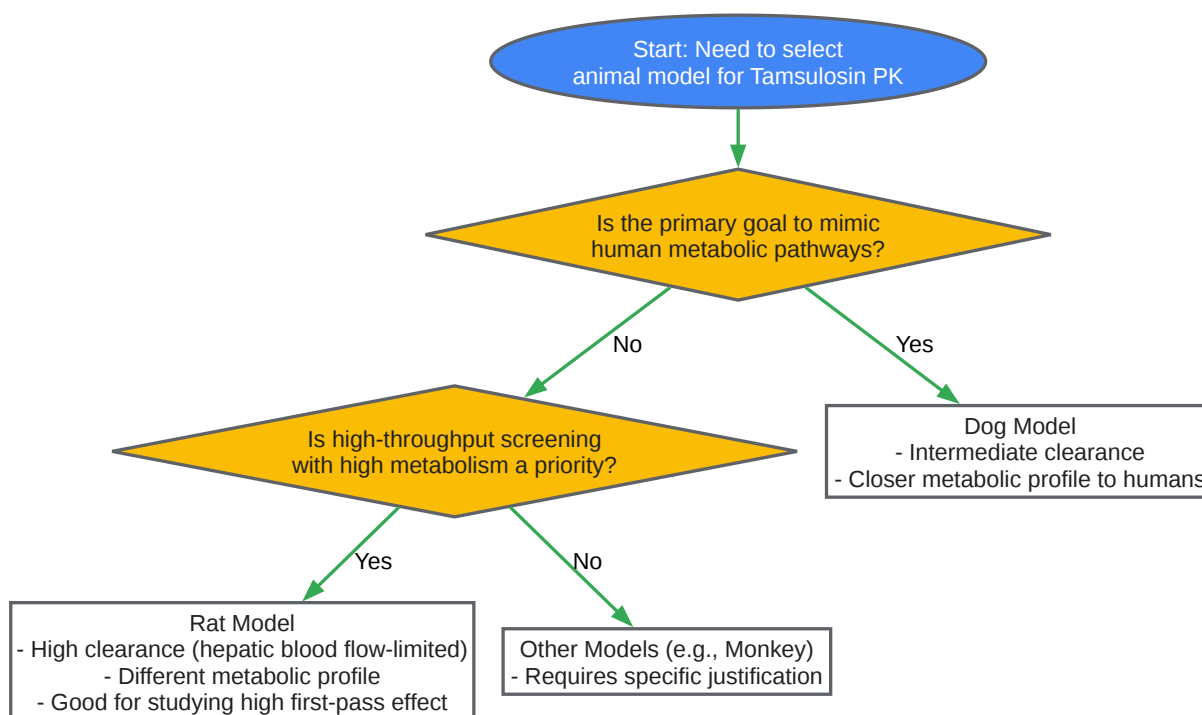 Start: Need to select
animal model for Tamsulosin PK
Is the primary goal to mimic
human metabolic pathways?
No
Yes
Is high-throughput screening
with high metabolism a priority?
Dog Model
- Intermediate clearance
- Closer metabolic profile to humans
Yes
No
Rat Model
- High clearance (hepatic blood flow-limited)
- Different metabolic profile
- Good for studying high first-pass effect
Other Models (e.g., Monkey)
- Requires specific justification